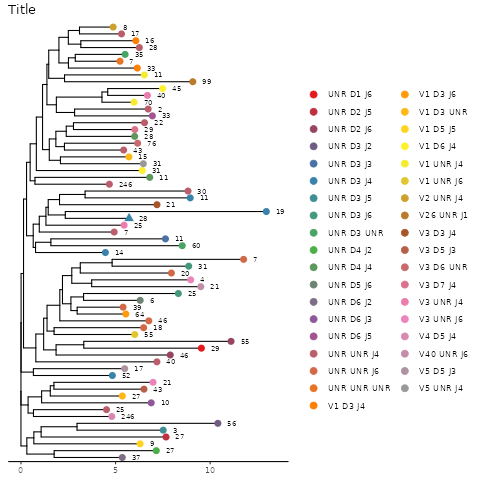 Title
8
17
16
28
35
7
33
11
99
45
40
70
2
33
22
29
28
76
43
15
31
31
11
246
30
11
21
19
28
25
7
11
60
14
7
31
20
4
21
25
6
39
64
46
18
55
55
29
46
40
17
52
21
43
27
10
25
246
56
3
27
9
27
37
0 5 10
UNR D1 J6
UNR D2 J5
UNR D2 J6
UNR D3 J2
UNR D3 J3
UNR D3 J4
UNR D3 J5
UNR D3 J6
UNR D3 UNR
UNR D4 J2
UNR D4 J4
UNR D5 J6
UNR D6 J2
UNR D6 J3
UNR D6 J5
UNR UNR J4
UNR UNR J6
UNR UNR UNR
V1 D3 J4
V1 D3 J6
V1 D3 UNR
V1 D5 J5
V1 D6 J4
V1 UNR J4
V1 UNR J6
V2 UNR J4
V26 UNR J1
V3 D3 J4
V3 D5 J3
V3 D6 UNR
V3 D7 J4
V3 UNR J4
V3 UNR J6
V4 D5 J4
V40 UNR J6
V5 D5 J3
V5 UNR J4